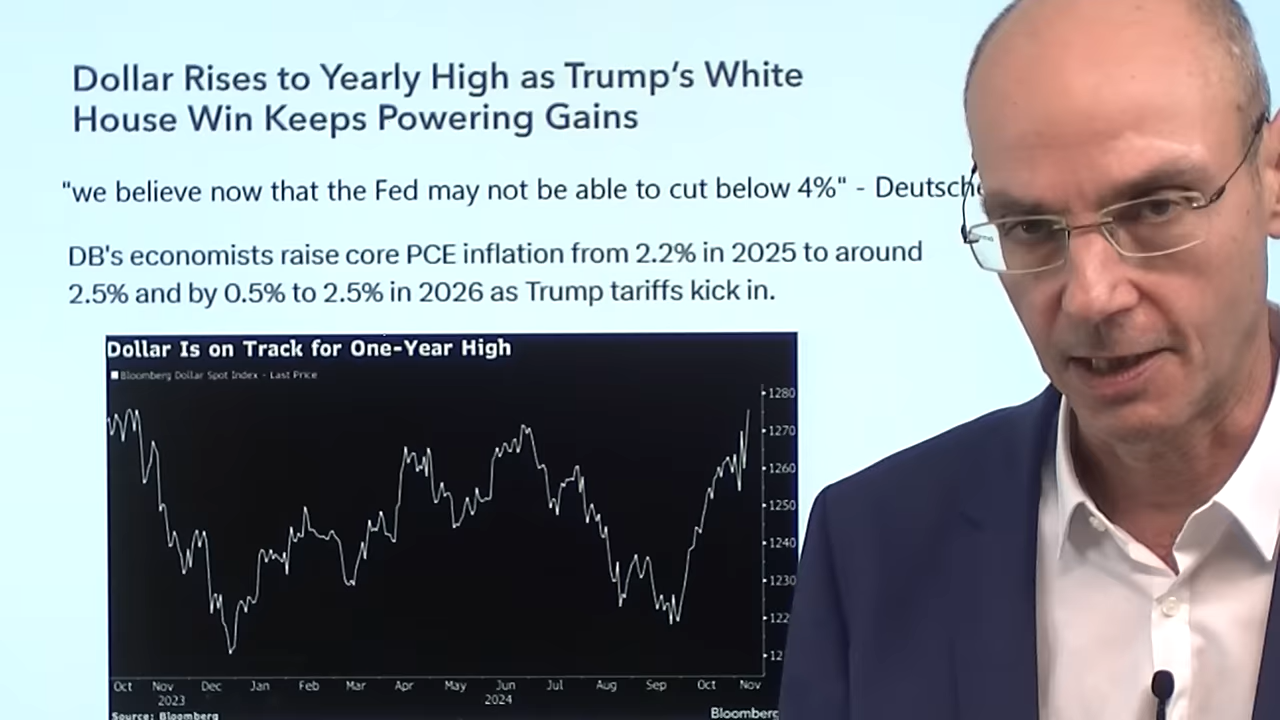 Dollar Rises to Yearly High as Trump's White
House Win Keeps Powering Gains
"we believe now that the Fed may not be able to cut below 4%" - Deutsche
DB's economists raise core PCE inflation from 2.2% in 2025 to around
2.5% and by 0.5% to 2.5% in 2026 as Trump tariffs kick in.
Dollar Is on Track for One-Year High
Bloomberg Dollar Spot Index - Last Price
1280
1270
1260
1250
1240
1230
122
12
Oct Nov Dec Jan Feb Mar Apr May Jun Jul Aug Sep Oct Nov
2023 2024
Source: Bloomberg Bloomberg